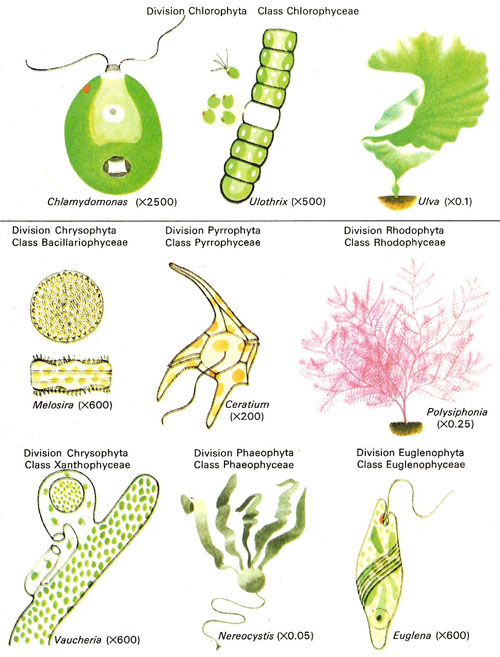 Division Chlorophyta Class Chlorophyceae
Chlamydomonas (×2500)
Ulothrix (×500)
Ulva (×0.1)
Division Chrysophyta
Class Bacillariophyceae
Division Pyrrophyta
Class Pyrrophyceae
Division Rhodophyta
Class Rhodophyceae
Melosira (×600)
Ceratium
(×200)
Polysiphonia
(×0.25)
Division Chrysophyta
Class Xanthophyceae
Division Phaeophyta
Class Phaeophyceae
Division Euglenophyta
Class Euglenophyceae
Vaucheria (×600)
Nereocystis (×0.05)
Euglena (×600)